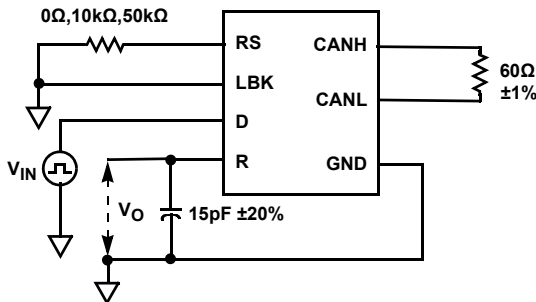 0Ω,10kΩ,50kΩ
RS
CANH
LBK
60Ω
±1%
CANL
D
R
GND
VIN
VO
15pF ±20%